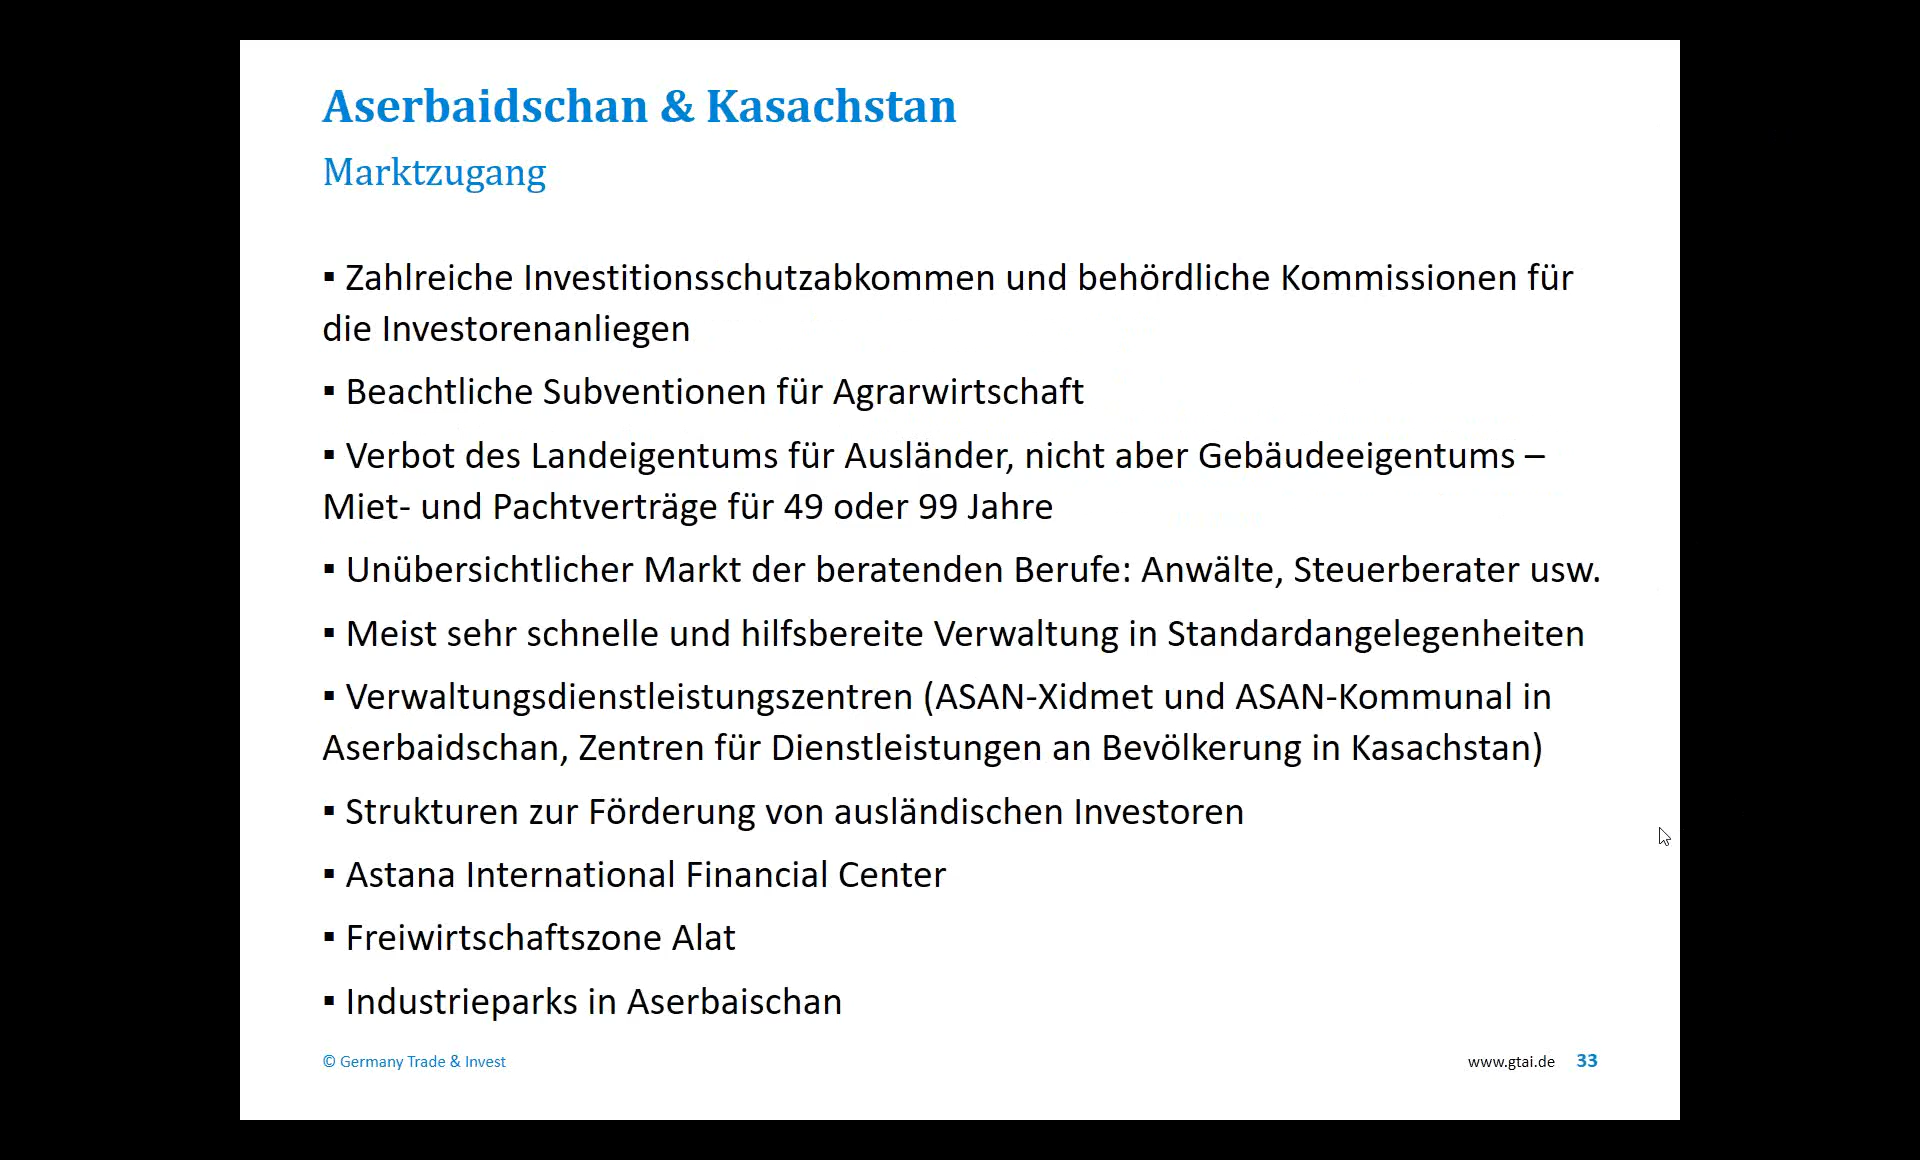 Aserbaidschan & Kasachstan
Marktzugang
▪ Zahlreiche Investitionsschutzabkommen und behördliche Kommissionen für
die Investorenanliegen
▪ Beachtliche Subventionen für Agrarwirtschaft
▪ Verbot des Landeigentums für Ausländer, nicht aber Gebäudeeigentums –
Miet- und Pachtverträge für 49 oder 99 Jahre
▪ Unübersichtlicher Markt der beratenden Berufe: Anwälte, Steuerberater usw.
▪ Meist sehr schnelle und hilfsbereite Verwaltung in Standardangelegenheiten
▪ Verwaltungsdienstleistungszentren (ASAN-Xidmet und ASAN-Kommunal in
Aserbaidschan, Zentren für Dienstleistungen an Bevölkerung in Kasachstan)
▪ Strukturen zur Förderung von ausländischen Investoren
▪ Astana International Financial Center
▪ Freiwirtschaftszone Alat
▪ Industrieparks in Aserbaischan
© Germany Trade & Invest
www.gtai.de 33